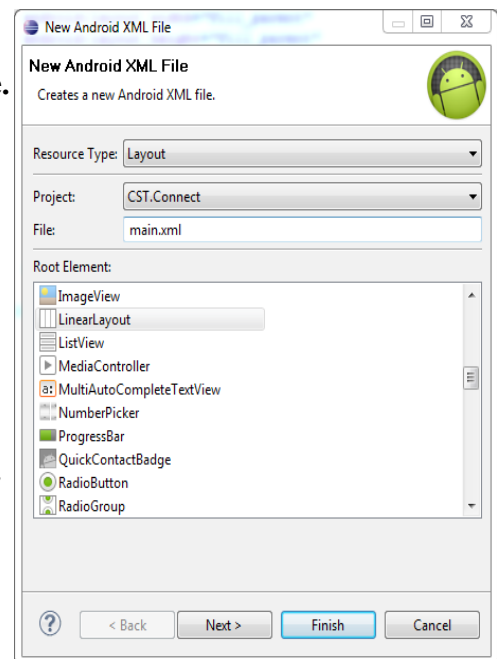 New Android XML File
New Android XML File
Creates a new Android XML file.
Resource Type: Layout
Project: CST.Connect
File: main.xml
Root Element:
ImageView
LinearLayout
ListView
MediaController
a: MultiAutoCompleteTextView
NumberPicker
ProgressBar
QuickContactBadge
RadioButton
RadioGroup
? < Back Next > Finish Cancel